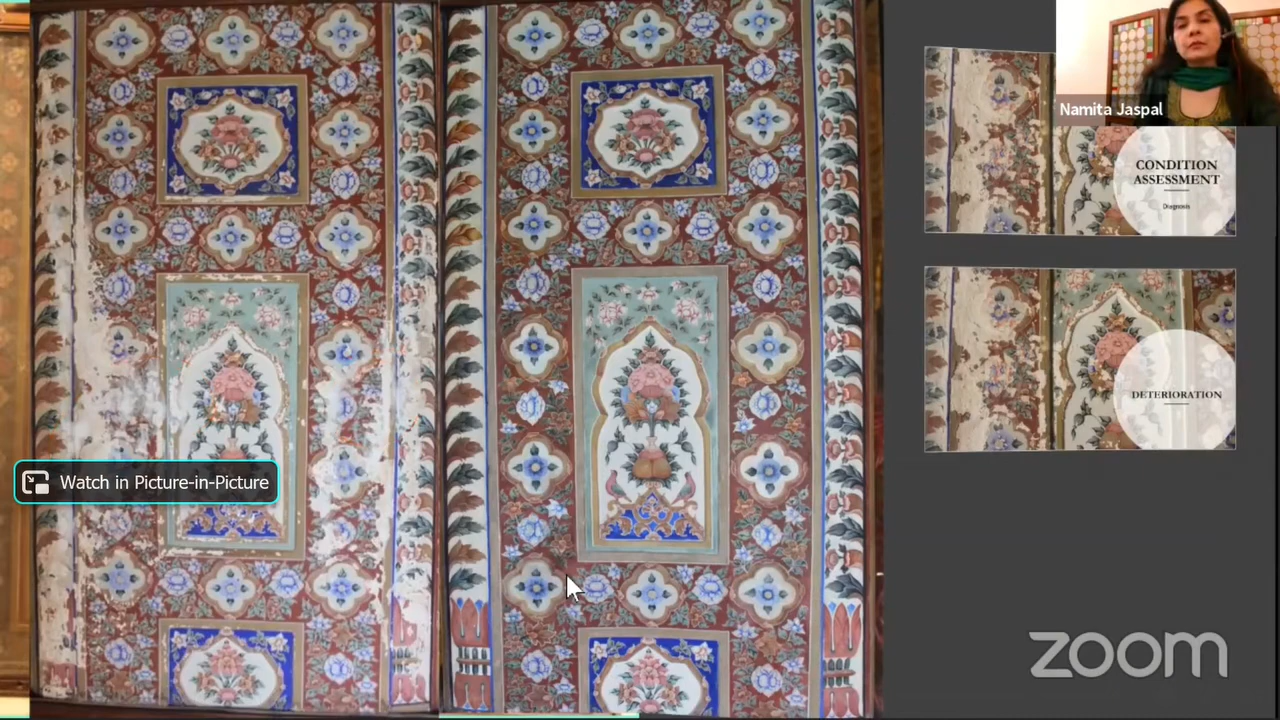 Namita Jaspal
CONDITION
ASSESSMENT
Diagnosis
DETERIORATION
Watch in Picture-in-Picture
zoom